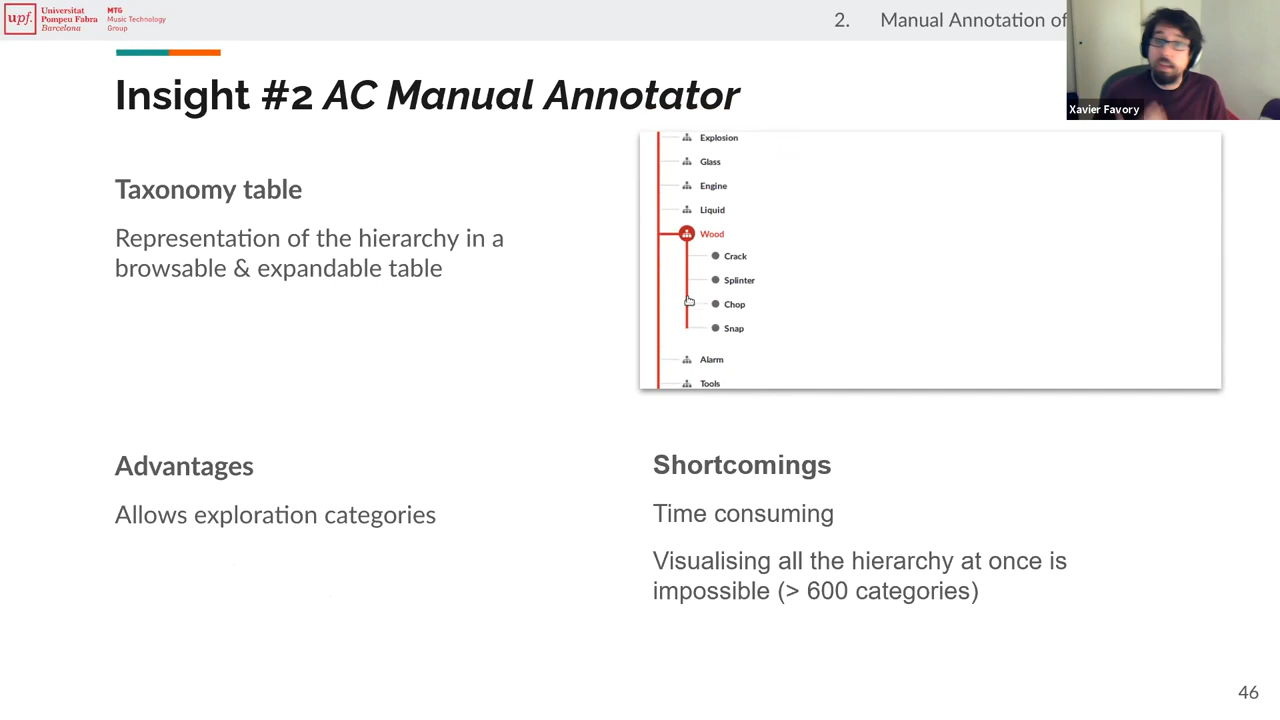 upf.
Universitat
Pompeu Fabra
Barcelona
MTG
Music Technology
Group
2. Manual Annotation of
Xavier Favory
Insight #2 AC Manual Annotator
Taxonomy table
Representation of the hierarchy in a
browsable & expandable table
Explosion
Glass
Engine
Liquid
Wood
Crack
Splinter
Chop
Snap
Alarm
Tools
Advantages
Allows exploration categories
Shortcomings
Time consuming
Visualising all the hierarchy at once is
impossible (> 600 categories)
46